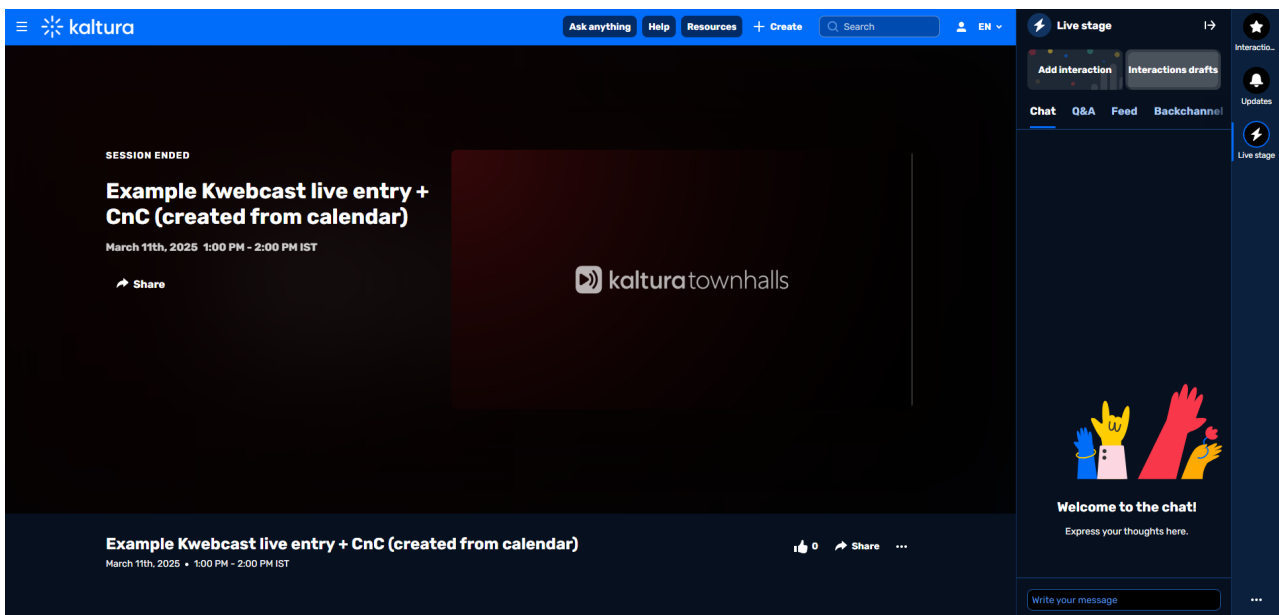 kaltura
Ask anything
Help
Resources
+ Create
Search
EN
SESSION ENDED
Example Kwebcast live entry +
CnC (created from calendar)
March 11th, 2025 1:00 PM - 2:00 PM IST
Share
kalturatownhalls
Example Kwebcast live entry + CnC (created from calendar)
March 11th, 2025 • 1:00 PM - 2:00 PM IST
0
Share
Live stage
Add interaction
Interactions drafts
Chat
Q&A
Feed
Backchannel
Welcome to the chat!
Express your thoughts here.
Write your message
Interactio...
Updates
Live stage